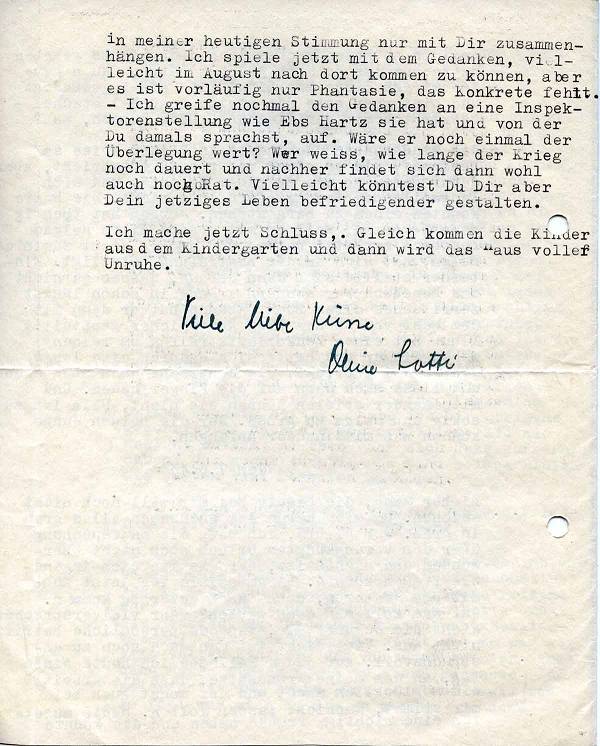 in meiner heutigen Stimmung nur mit Dir zusammen-
hängen. Ich spiele jetzt mit dem Gedanken, viel-
leicht im August nach dort kommen zu können, aber
es ist vorläufig nur Phantasie, das Konkrete fehlt.
- Ich greife nochmal den Gedanken an eine Inspek-
torenstellung wie Ebs Hartz sie hat und von der
Du damals sprachst, auf. Wäre er noch einmal der
Überlegung wert? Wer weiss, wie lange der Krieg
noch dauert und nachher findet sich dann wohl
auch noch Rat. Vielleicht könntest Du Dir aber
Dein jetziges Leben befriedigender gestalten.
Ich mache jetzt Schluss,. Gleich kommen die Kinder
aus d em Kindergarten und dann wird das Haus voller
Unruhe.
Viele liebe Küsse
Deine Lotti